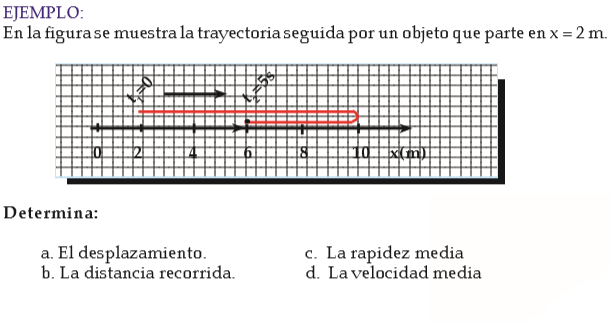 EJEMPLO:
En la figura se muestra la trayectoria seguida por un objeto que parte en x = 2 m.
t₁=0 t₂=5s
0 2 4 6 8 10 x(m)
Determina:
a. El desplazamiento. c. La rapidez media
b. La distancia recorrida. d. La velocidad media